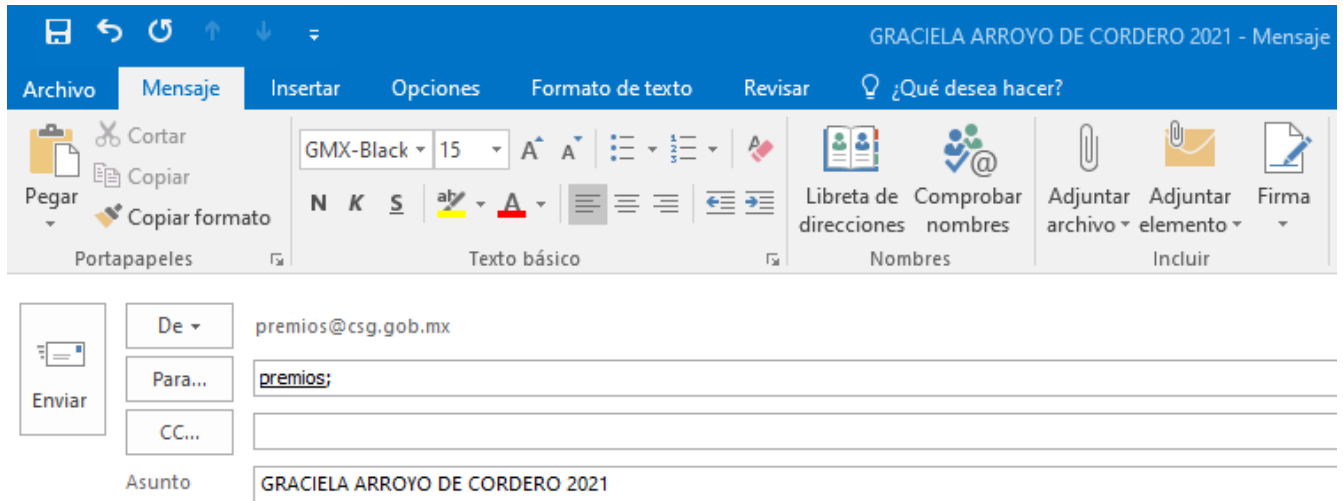 GRACIELA ARROYO DE CORDERO 2021 - Mensaje
Archivo Mensaje Insertar Opciones Formato de texto Revisar ¿Qué desea hacer?
Pegar
Cortar
Copiar
Copiar formato
Portapapeles
GMX-Black 15
N K S
Texto básico
Libreta de direcciones
Comprobar nombres
Nombres
Adjuntar archivo
Adjuntar elemento
Firma
Incluir
Enviar
De premios@csg.gob.mx
Para... premios;
CC...
Asunto GRACIELA ARROYO DE CORDERO 2021